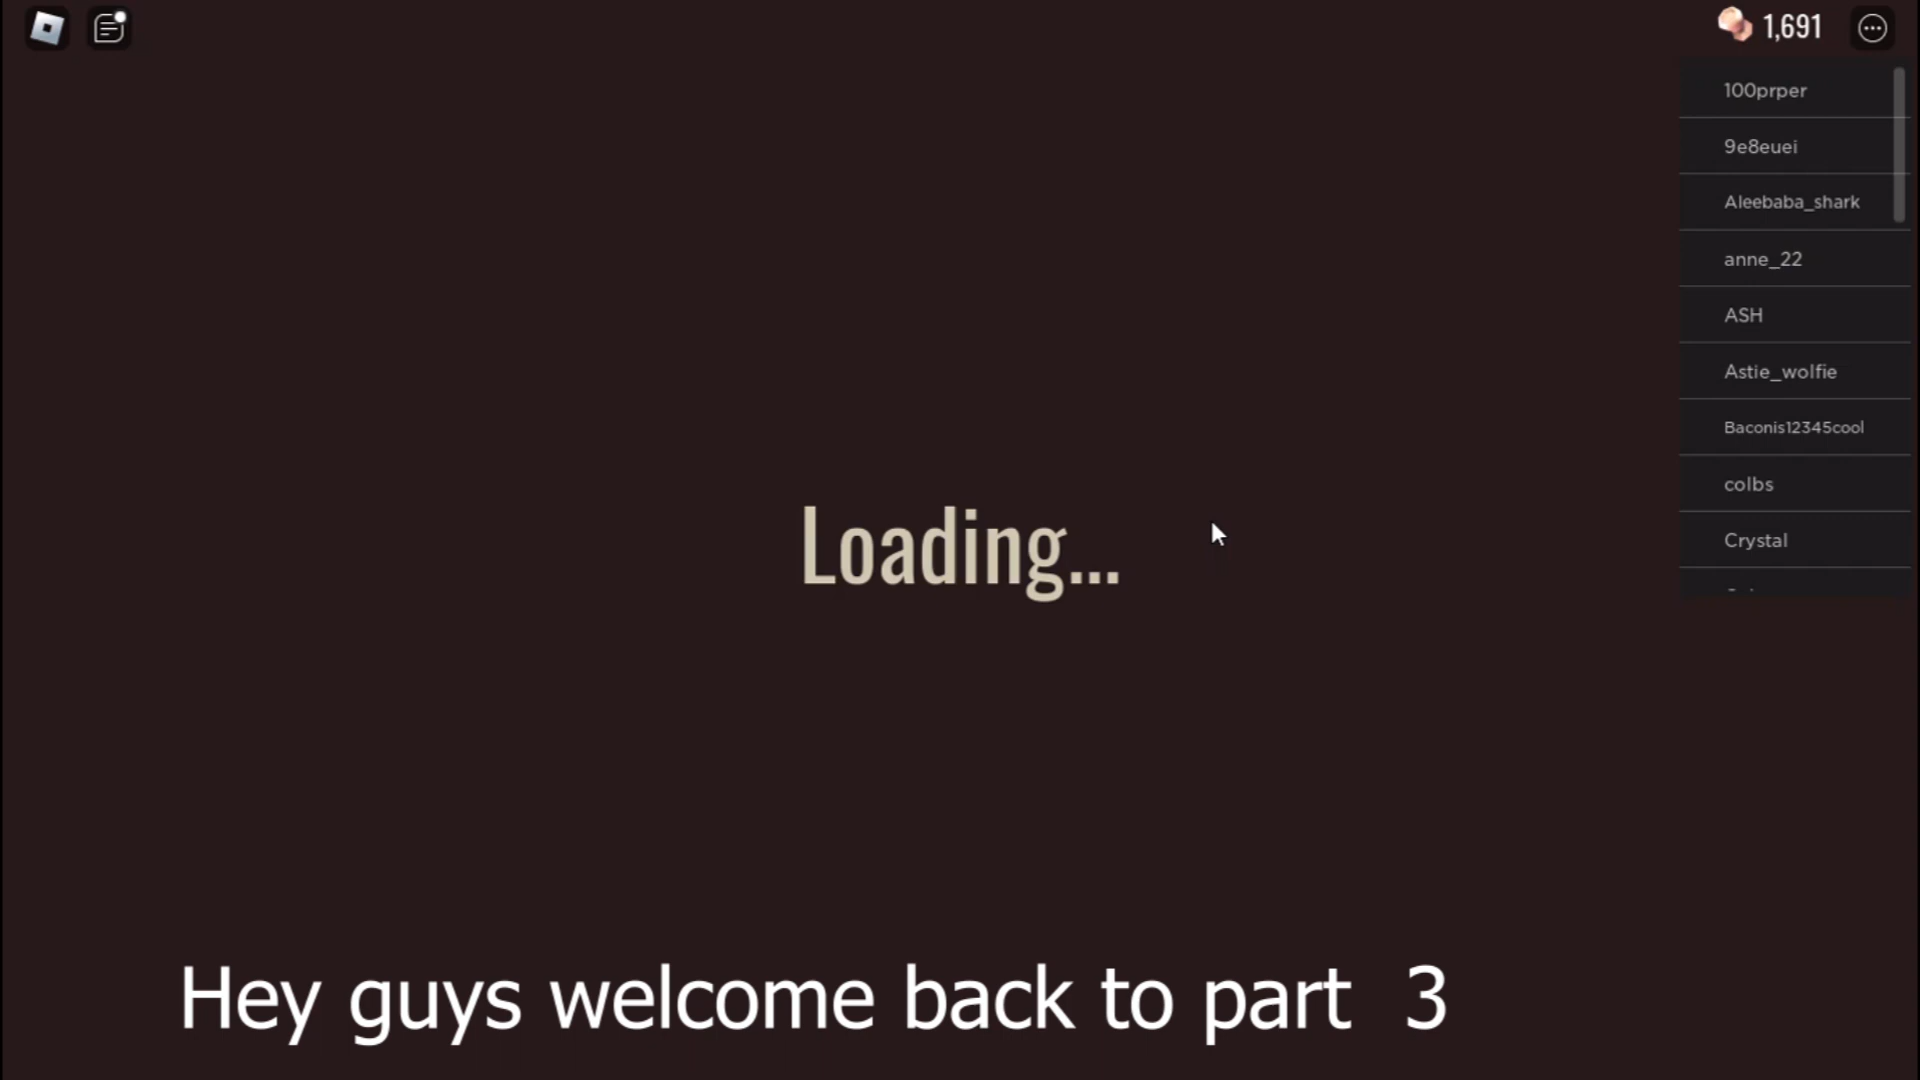 1,691
100prper
9e8euei
Aleebaba_shark
anne_22
ASH
Astie_wolfie
Baconis12345cool
colbs
Crystal
Loading...
Hey guys welcome back to part 3